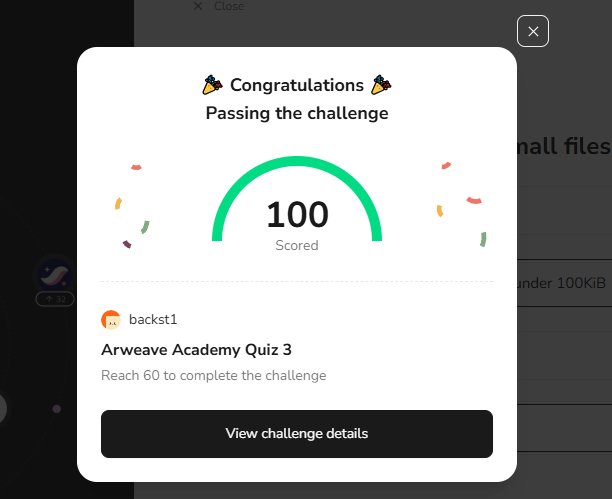 Close
Congratulations
Passing the challenge
mall files
100
Scored
under 100KiB
32
backst1
Arweave Academy Quiz 3
Reach 60 to complete the challenge
View challenge details